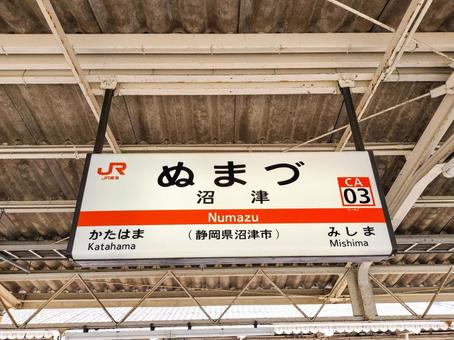 JR
JR東海
ぬまづ
沼津
CA
03
Numazu
かたはま
Katahama
(静岡県沼津市)
みしま
Mishima